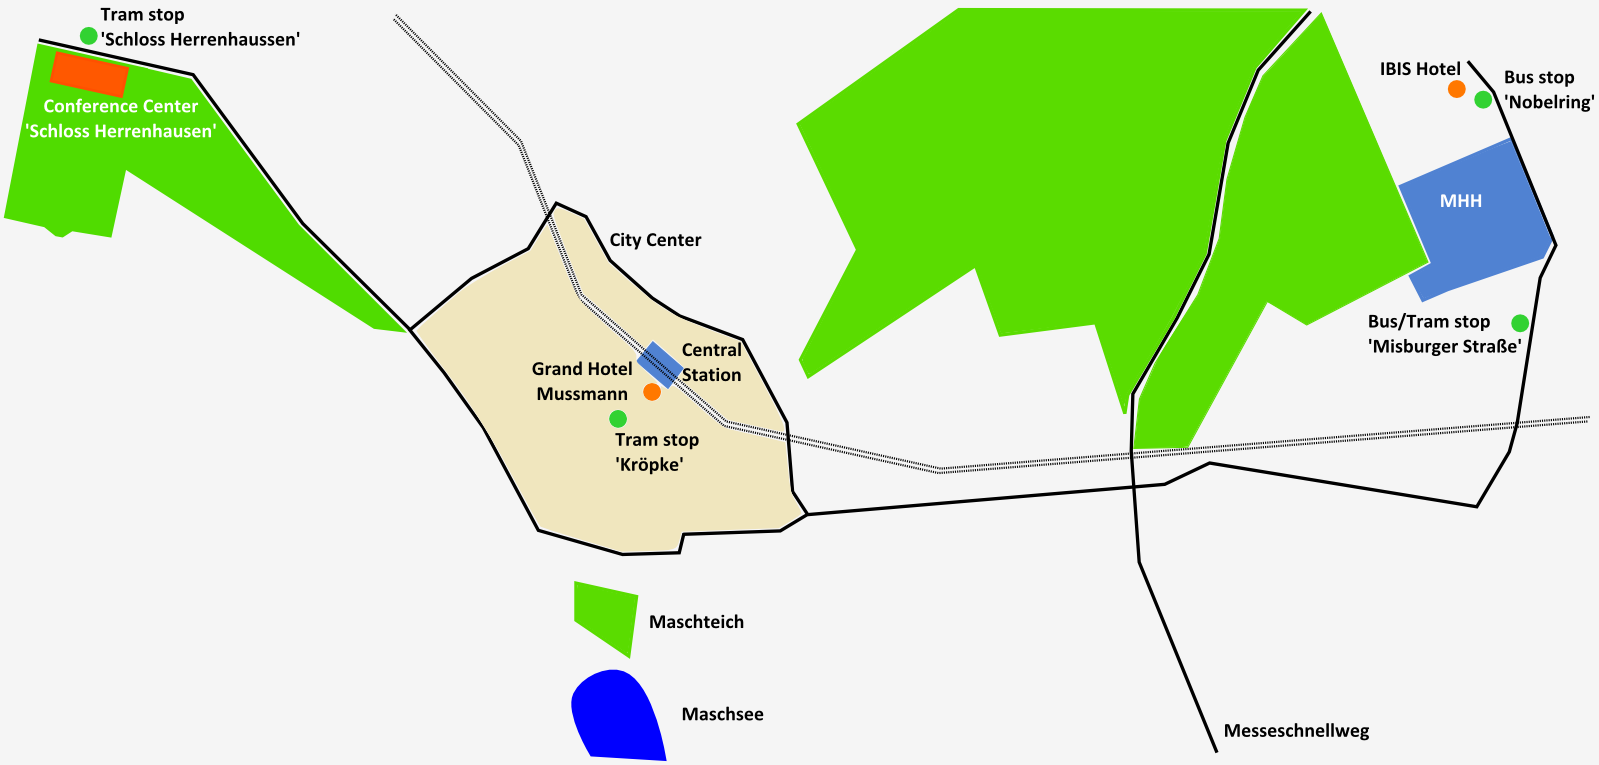 Tram stop
'Schloss Herrenhaussen'
Conference Center
'Schloss Herrenhausen'
City Center
Central
Station
Grand Hotel
Mussmann
Tram stop
'Kröpke'
IBIS Hotel
Bus stop
'Nobelring'
MHH
Bus/Tram stop
'Misburger Straße'
Maschteich
Maschsee
Messeschnellweg